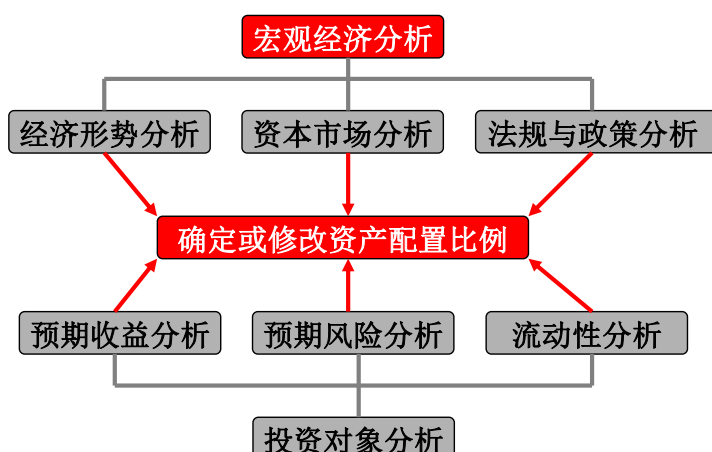 宏观经济分析
经济形势分析
资本市场分析
法规与政策分析
确定或修改资产配置比例
预期收益分析
预期风险分析
流动性分析
投资对象分析